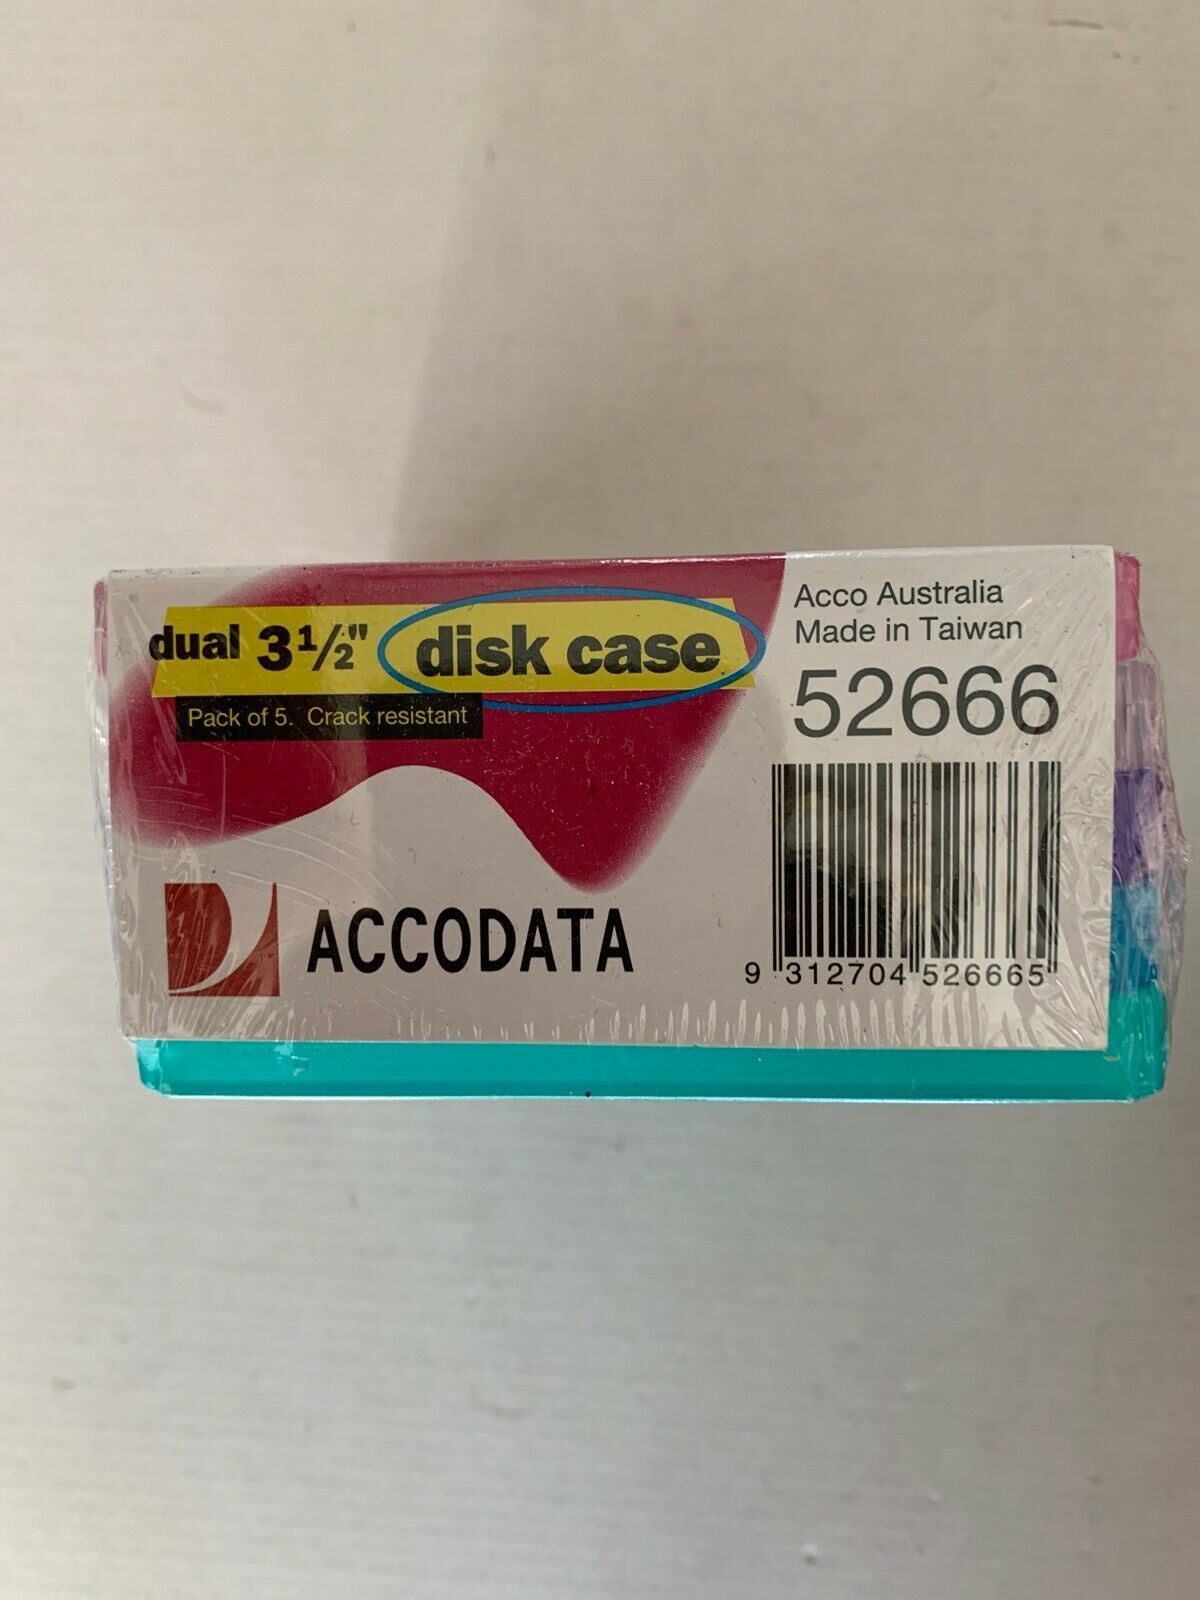 dual 3½" disk case
Pack of 5. Crack resistant
ACCODATA
Acco Australia
Made in Taiwan
52666
9 312704 526665